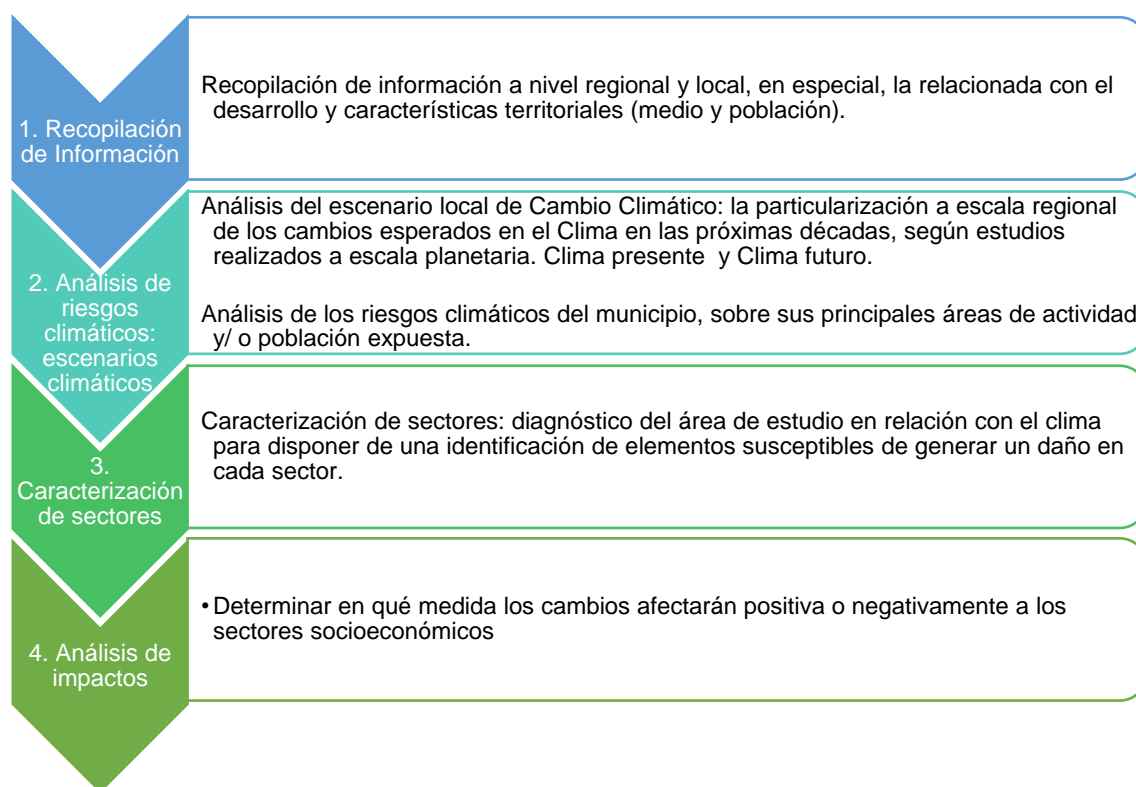 1. Recopilación
de Información
Recopilación de información a nivel regional y local, en especial, la relacionada con el
desarrollo y características territoriales (medio y población).
2. Análisis de
riesgos
climáticos:
escenarios
climáticos
Análisis del escenario local de Cambio Climático: la particularización a escala regional
de los cambios esperados en el Clima en las próximas décadas, según estudios
realizados a escala planetaria. Clima presente  y Clima futuro.
Análisis de los riesgos climáticos del municipio, sobre sus principales áreas de actividad
y/ o población expuesta.
3.
Caracterización
de sectores
Caracterización de sectores: diagnóstico del área de estudio en relación con el clima
para disponer de una identificación de elementos susceptibles de generar un daño en
cada sector.
4. Análisis de
impactos
• Determinar en qué medida los cambios afectarán positiva o negativamente a los
sectores socioeconómicos